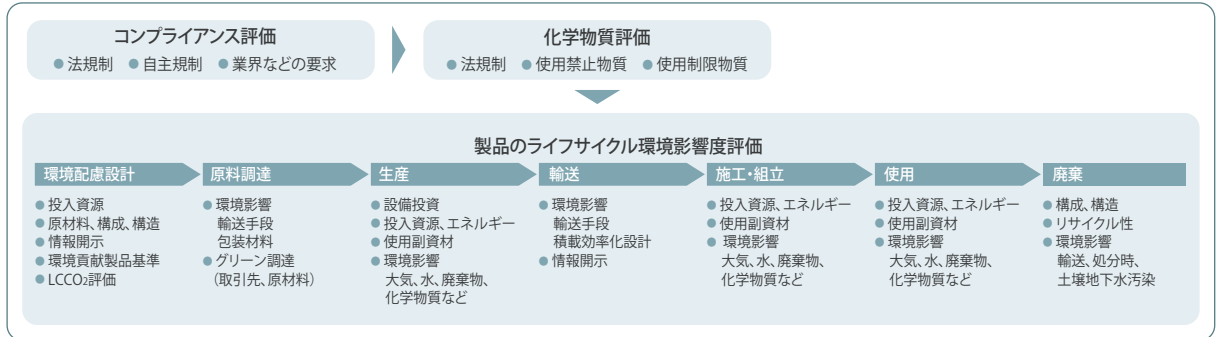 コンプライアンス評価
●法規制 ●自主規制 ●業界などの要求
化学物質評価
●法規制 ●使用禁止物質 ●使用制限物質
製品のライフサイクル環境影響度評価
環境配慮設計
●投入資源
●原材料、構成、構造
●情報開示
●環境貢献製品基準
●LCCO₂評価
原料調達
●環境影響
輸送手段
包装材料
●グリーン調達
(取引先、原材料)
生産
●設備投資
●投入資源、エネルギー
●使用副資材
●環境影響
大気、水、廃棄物、
化学物質など
輸送
●環境影響
輸送手段
積載効率化設計
●情報開示
施工・組立
●投入資源、エネルギー
●使用副資材
●環境影響
大気、水、廃棄物、
化学物質など
使用
●投入資源、エネルギー
●使用副資材
●環境影響
大気、水、廃棄物、
化学物質など
廃棄
●構成、構造
●リサイクル性
●環境影響
輸送、処分時、
土壌地下水汚染